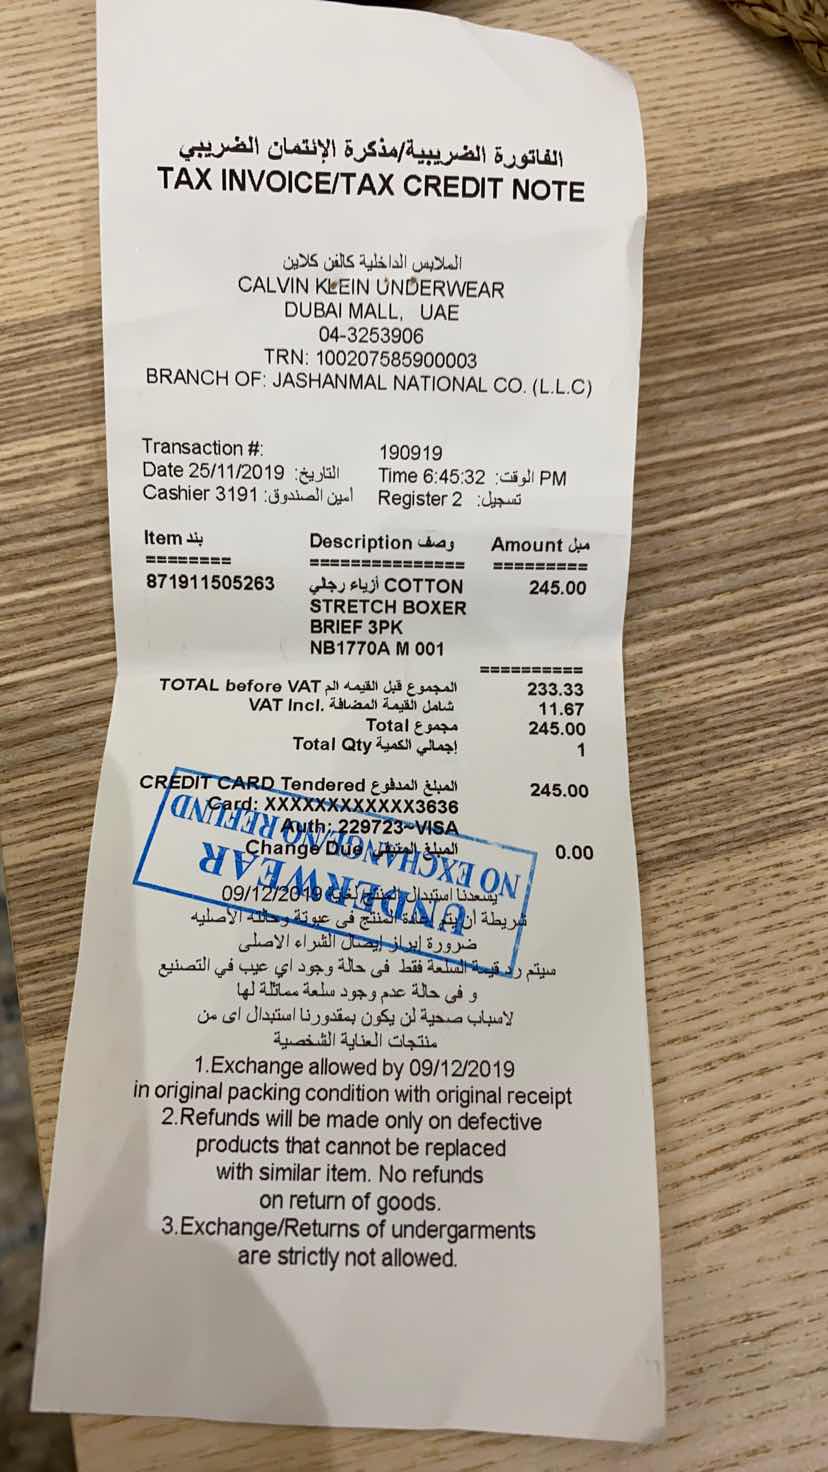 الفاتورة الضريبية/مذكرة الإئتمان الضريبي
TAX INVOICE/TAX CREDIT NOTE
الملابس الداخلية كالفن كلاين
CALVIN KLEIN UNDERWEAR
DUBAI MALL, UAE
04-3253906
TRN: 100207585900003
BRANCH OF: JASHANMAL NATIONAL CO. (L.L.C)
Transaction #: 190919
Date 25/11/2019 :التاريخ Time 6:45:32 :الوقت PM
Cashier 3191 :أمين الصندوق Register 2 :تسجيل
Item بند Description وصف Amount مبل
======== =============== =========
871911505263 أزياء رجالي COTTON 245.00
STRETCH BOXER
BRIEF 3PK
NB1770A M 001
==========
TOTAL before VAT المجموع قبل القيمه الم 233.33
VAT Incl. شامل القيمة المضافة 11.67
Total مجموع 245.00
Total Qty إجمالي الكمية 1
CREDIT CARD Tendered المبلغ المدفوع 245.00
Card: XXXXXXXXXXXX3636
Auth: 229723-VISA
Change Due المبلغ 0.00
UNDERWEAR
NO EXCHANGE/NO REFUND
يسعدنا استبدال المنتج لغاية 09/12/2019
شريطة أن يتم إعادة المنتج فى عبوتة وحالته الأصليه
ضرورة إبراز إيصال الشراء الاصلى
سيتم رد قيمة السلعة فقط فى حالة وجود اي عيب في التصنيع
و فى حالة عدم وجود سلعة مماثلة لها
لاسباب صحية لن يكون بمقدورنا استبدال اى من
منتجات العناية الشخصية
1.Exchange allowed by 09/12/2019
in original packing condition with original receipt
2.Refunds will be made only on defective
products that cannot be replaced
with similar item. No refunds
on return of goods.
3.Exchange/Returns of undergarments
are strictly not allowed.